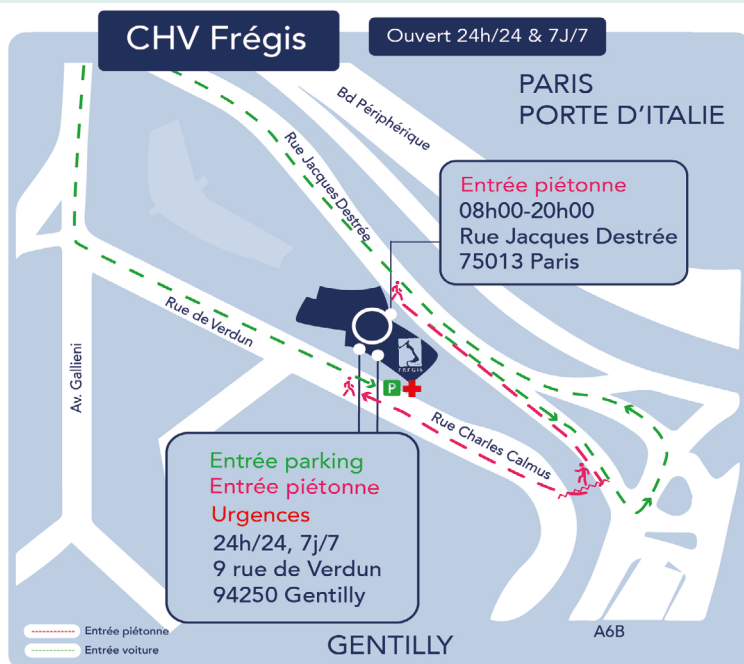 CHV Frégis
Ouvert 24h/24 & 7J/7
PARIS
PORTE D'ITALIE
Bd Périphérique
Rue Jacques Destrée
Entrée piétonne
08h00-20h00
Rue Jacques Destrée
75013 Paris
Rue de Verdun
Av. Gallieni
FRÉGIS
P
Rue Charles Calmus
Entrée parking
Entrée piétonne
Urgences
24h/24, 7j/7
9 rue de Verdun
94250 Gentilly
A6B
Entrée piétonne
Entrée voiture
GENTILLY